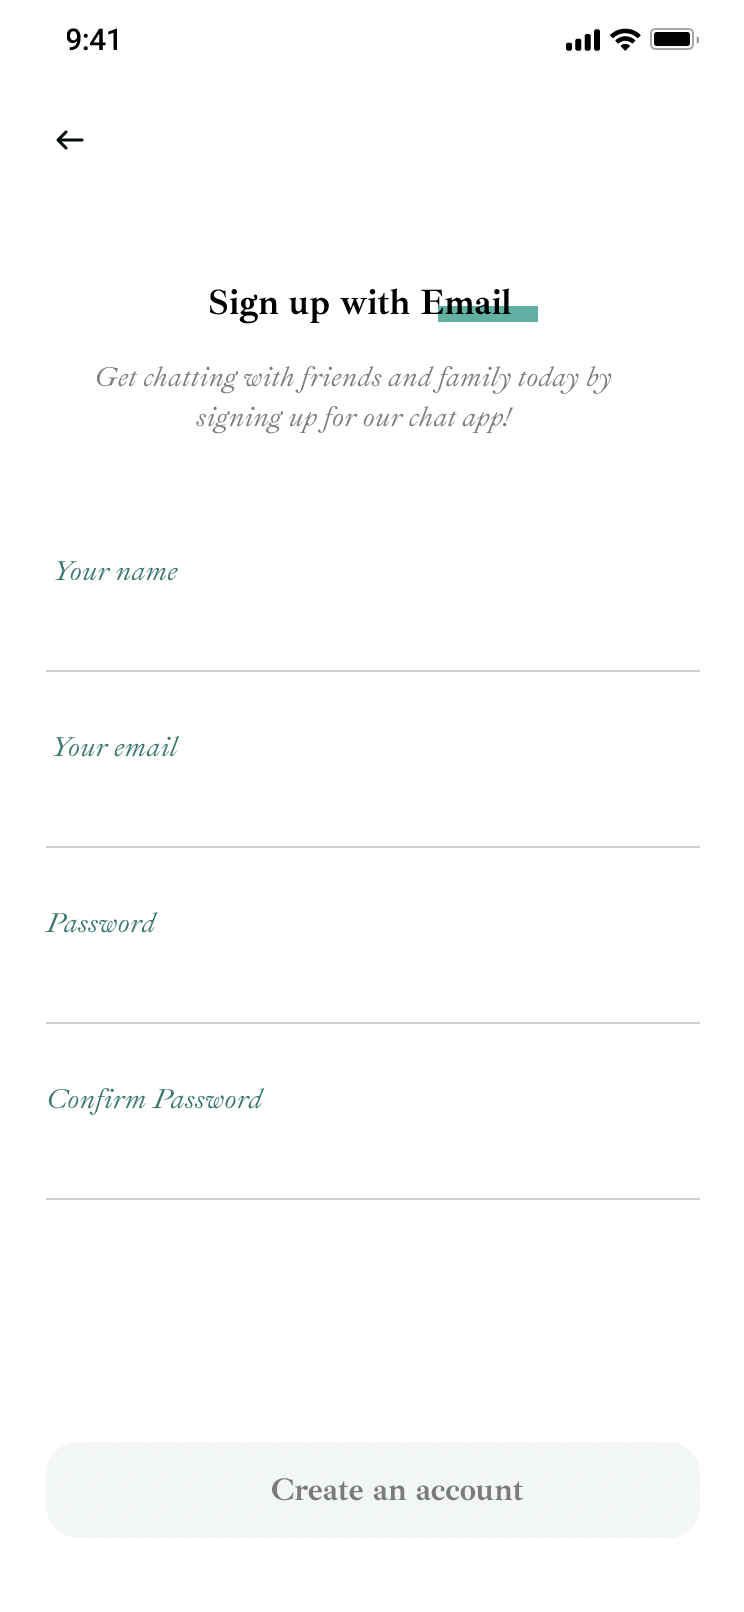 9:41
Sign up with Email
Get chatting with friends and family today by
signing up for our chat app!
Your name
Your email
Password
Confirm Password
Create an account